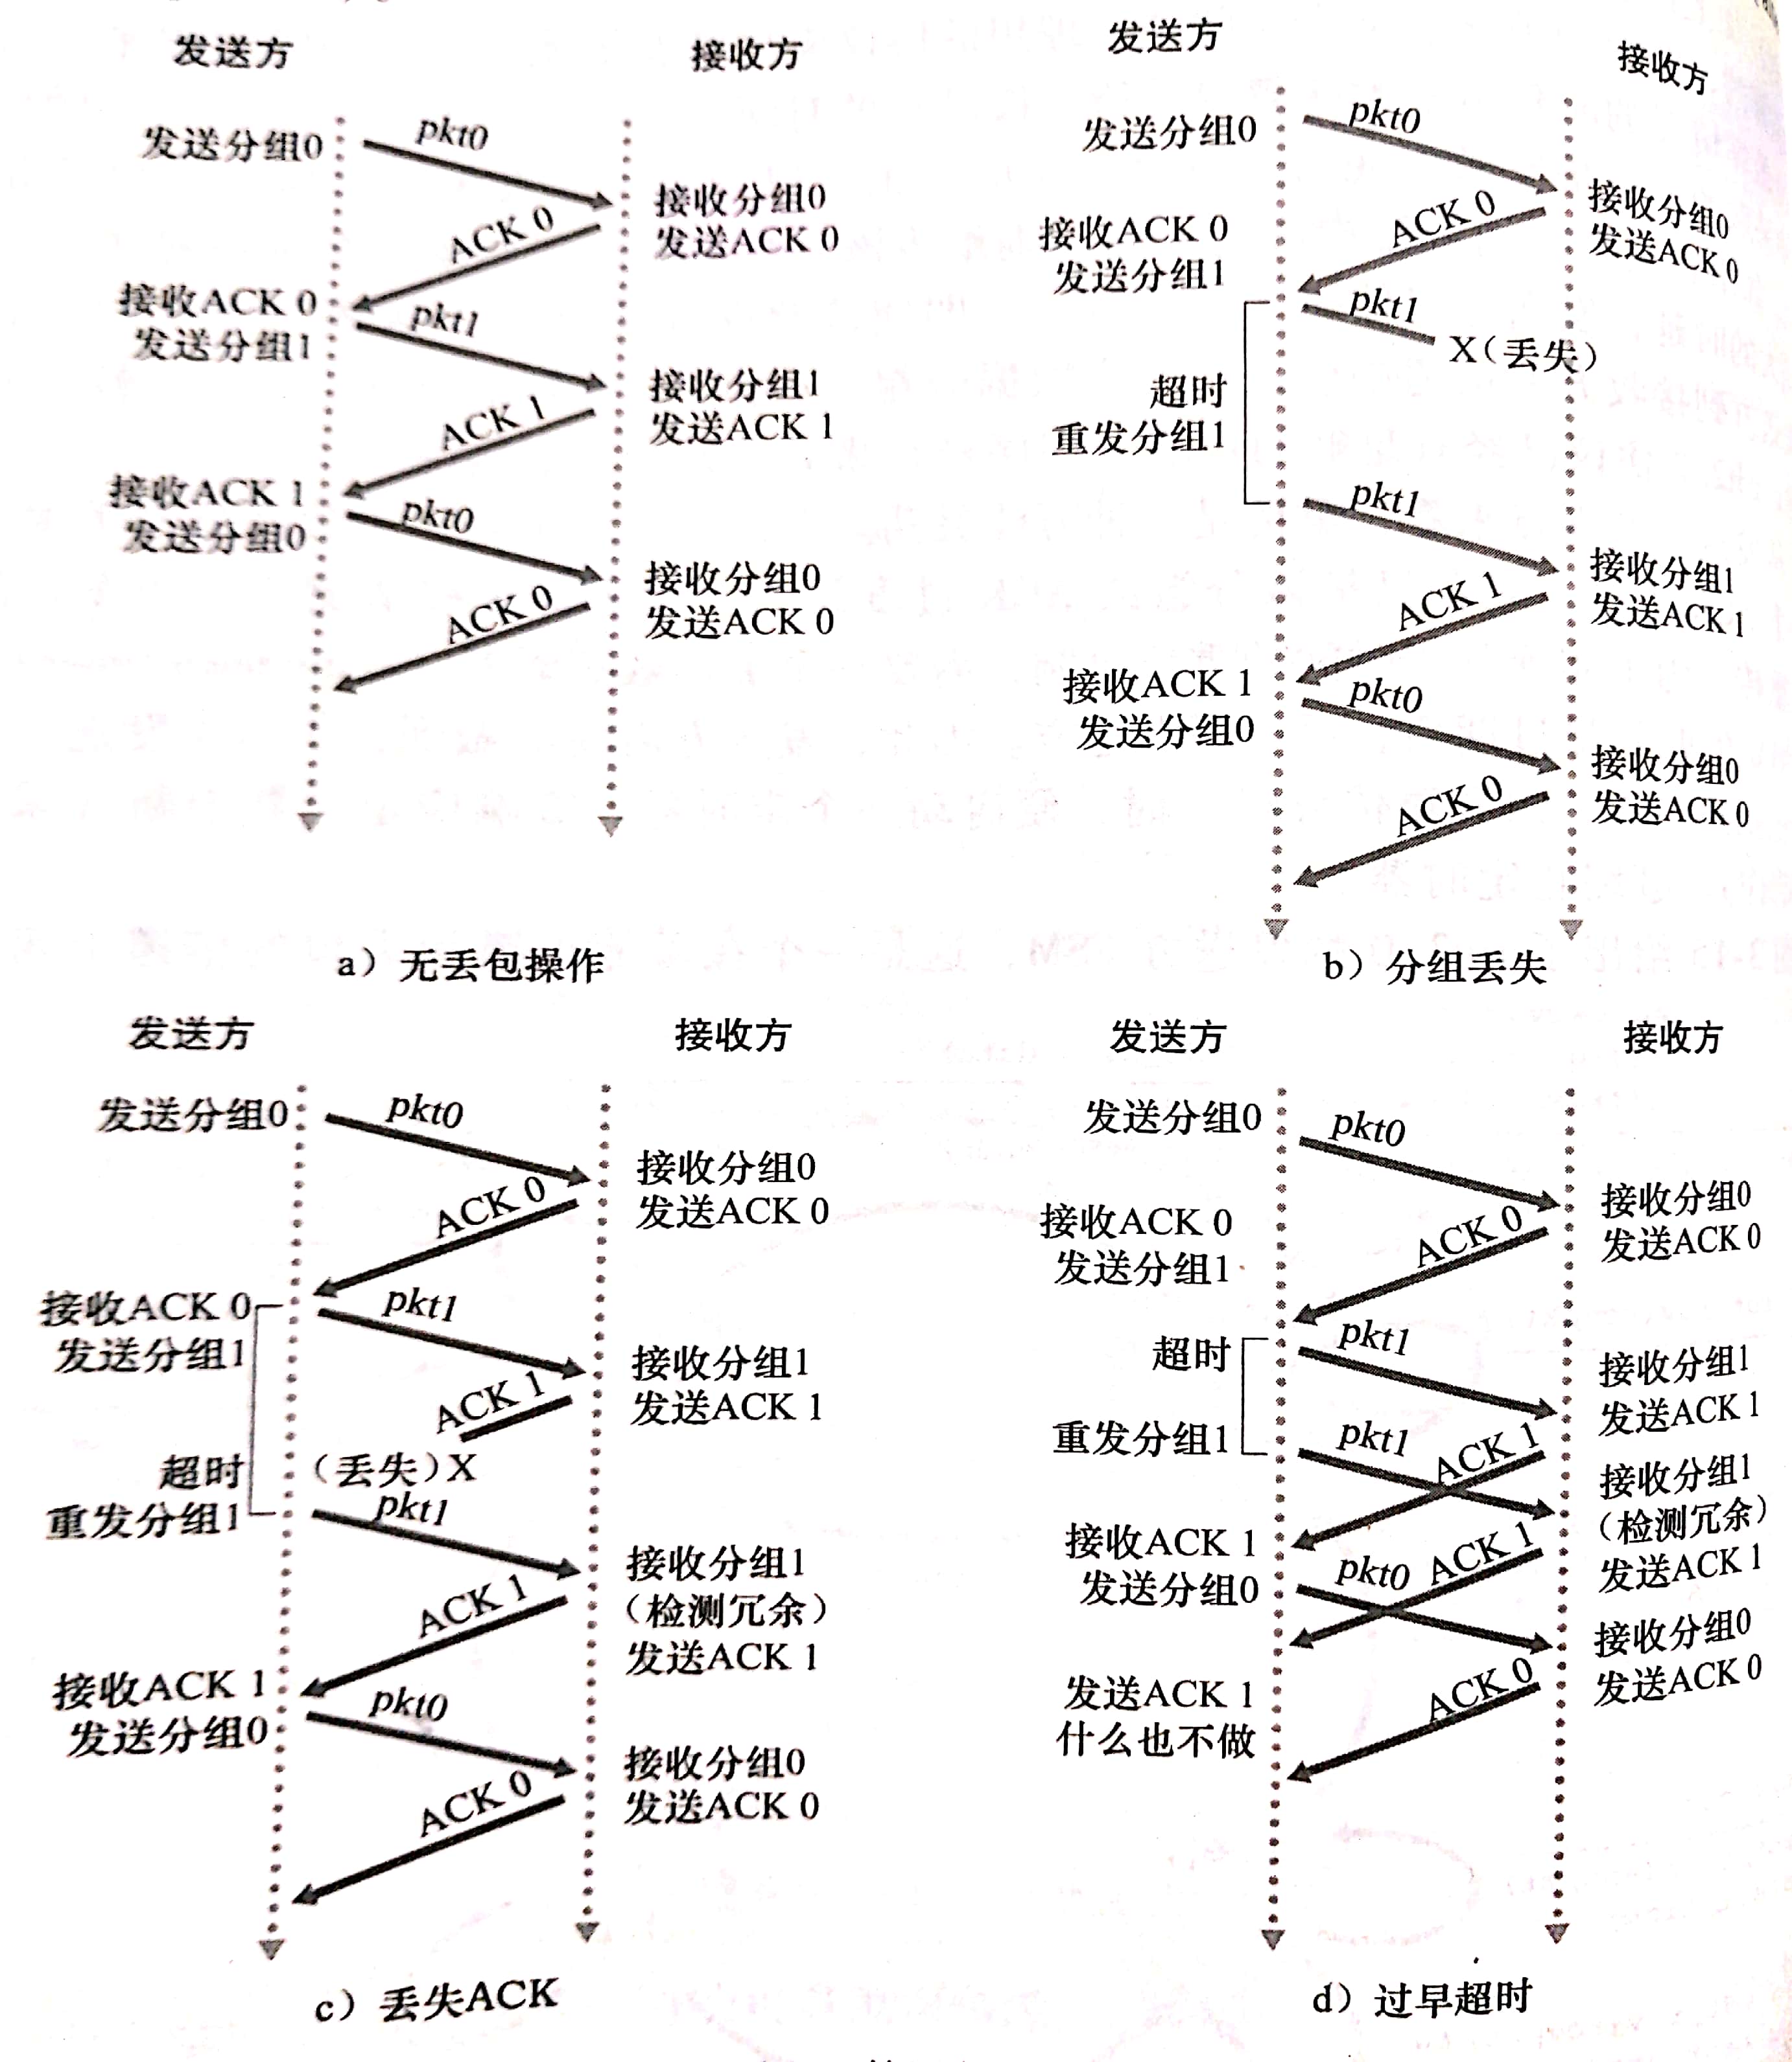 发送方
接收方
发送分组0
pkt0
接收分组0
发送ACK 0
ACK 0
接收ACK 0
发送分组1
pkt1
接收分组1
发送ACK 1
ACK 1
接收ACK 1
发送分组0
pkt0
接收分组0
发送ACK 0
ACK 0
a）无丢包操作
发送方
接收方
发送分组0
pkt0
接收分组0
发送ACK 0
ACK 0
接收ACK 0
发送分组1
pkt1
X（丢失）
超时
重发分组1
pkt1
接收分组1
发送ACK 1
ACK 1
接收ACK 1
发送分组0
pkt0
接收分组0
发送ACK 0
ACK 0
b）分组丢失
发送方
接收方
发送分组0
pkt0
接收分组0
发送ACK 0
ACK 0
接收ACK 0
发送分组1
pkt1
接收分组1
发送ACK 1
ACK 1
（丢失）X
超时
重发分组1
pkt1
接收分组1
（检测冗余）
发送ACK 1
ACK 1
接收ACK 1
发送分组0
pkt0
接收分组0
发送ACK 0
ACK 0
c）丢失ACK
发送方
接收方
发送分组0
pkt0
接收分组0
发送ACK 0
ACK 0
接收ACK 0
发送分组1
超时
pkt1
接收分组1
发送ACK 1
重发分组1
pkt1
ACK 1
接收分组1
（检测冗余）
发送ACK 1
接收ACK 1
发送分组0
pkt0
ACK 1
接收分组0
发送ACK 0
发送ACK 1
什么也不做
ACK 0
d）过早超时